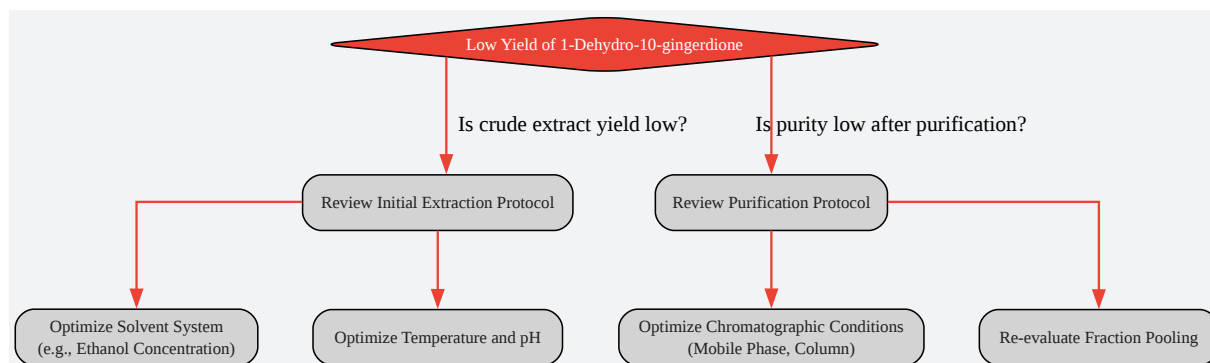 Low Yield of 1-Dehydro-10-gingerdione
Is crude extract yield low?
Is purity low after purification?
Review Initial Extraction Protocol
Review Purification Protocol
Optimize Solvent System
(e.g., Ethanol Concentration)
Optimize Temperature and pH
Optimize Chromatographic Conditions
(Mobile Phase, Column)
Re-evaluate Fraction Pooling